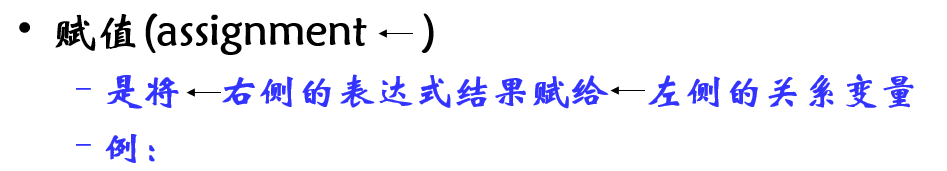 • 赋值(assignment ←)
– 是将←右侧的表达式结果赋给←左侧的关系变量
– 例：